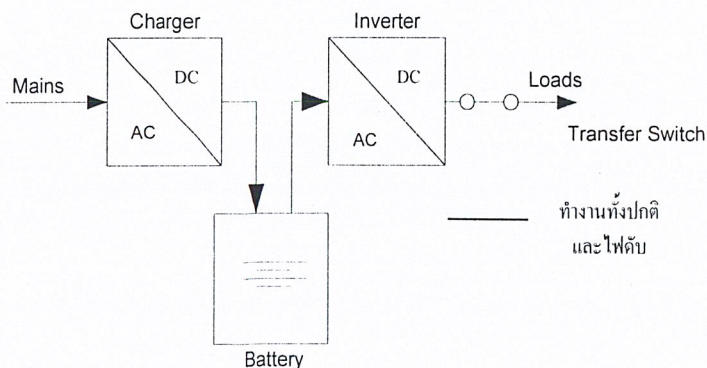 Charger
Inverter
Mains
DC
AC
DC
AC
Loads
Transfer Switch
ทำงานทั้งปกติ
และไฟดับ
Battery